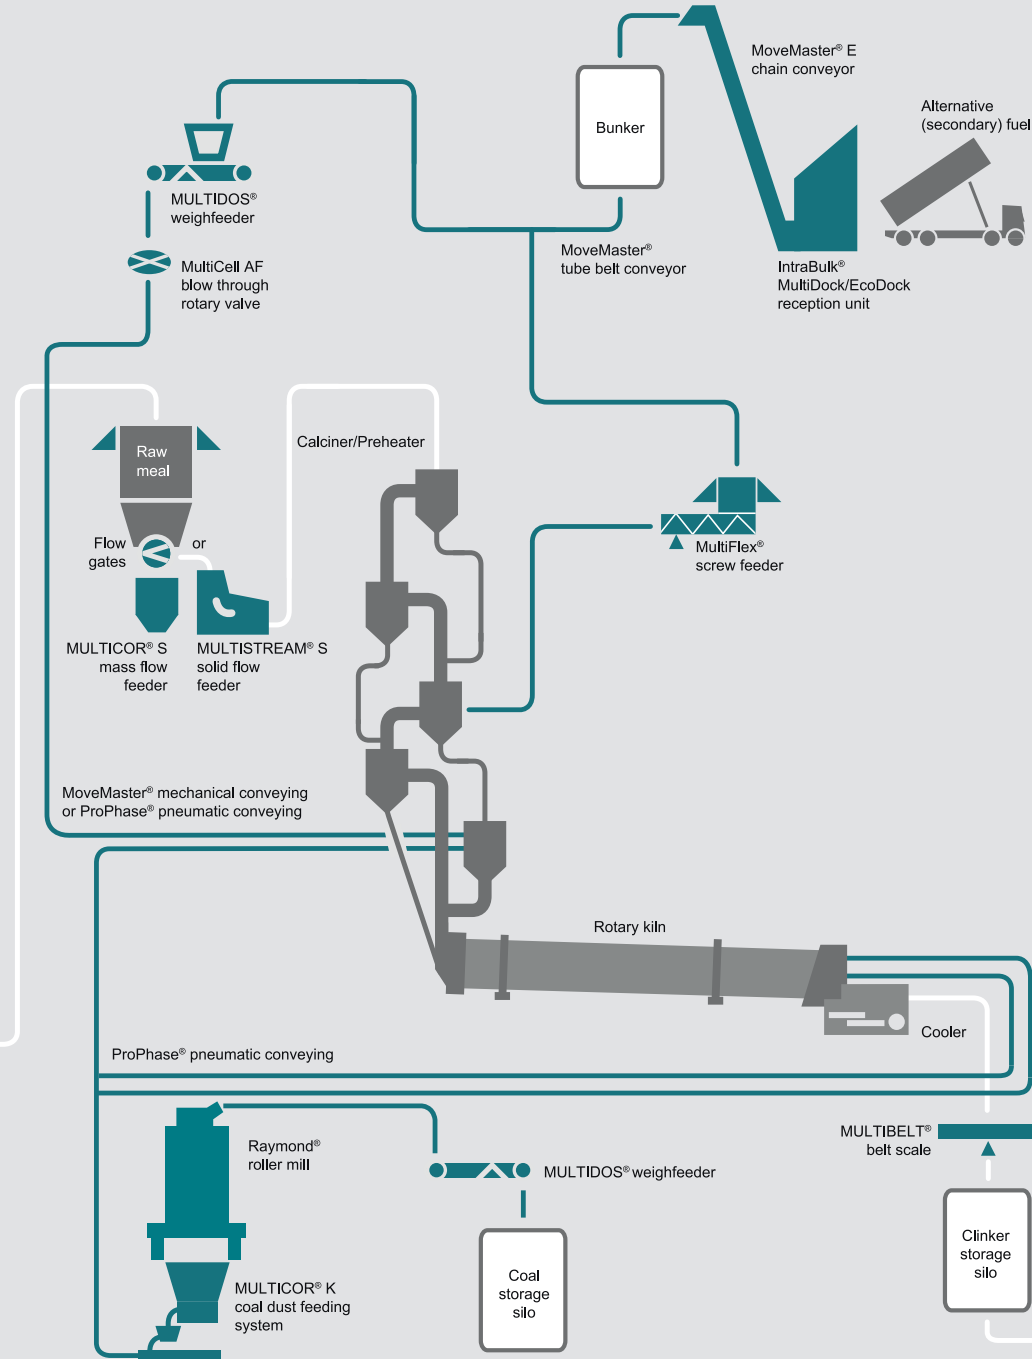 MoveMaster® E
chain conveyor
Alternative
(secondary) fuel
Bunker
MULTIDOS®
weighfeeder
MoveMaster®
tube belt conveyor
IntraBulk®
MultiDock/EcoDock
reception unit
MultiCell AF
blow through
rotary valve
Calciner/Preheater
Raw
meal
Flow
gates
or
MultiFlex®
screw feeder
MULTICOR® S
mass flow
feeder
MULTISTREAM® S
solid flow
feeder
MoveMaster® mechanical conveying
or ProPhase® pneumatic conveying
Rotary kiln
Cooler
ProPhase® pneumatic conveying
Raymond®
roller mill
MULTIDOS® weighfeeder
MULTIBELT®
belt scale
Clinker
storage
silo
Coal
storage
silo
MULTICOR® K
coal dust feeding
system